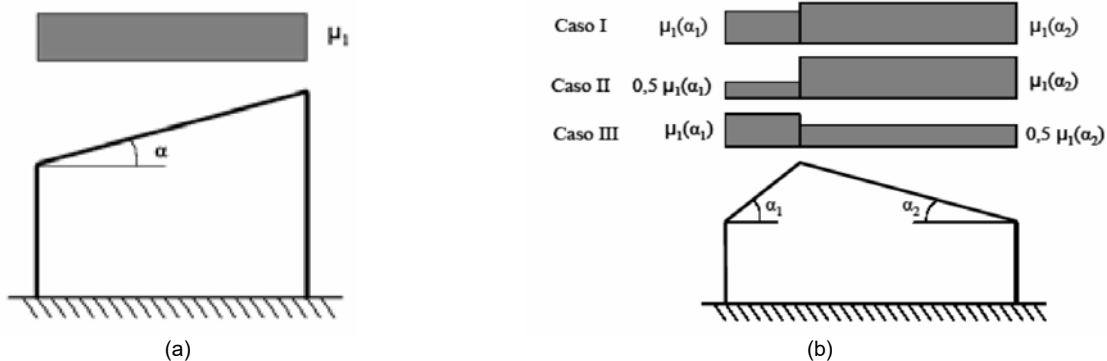 μ₁
α
(a)
Caso I μ₁(α₁) μ₁(α₂)
Caso II 0,5 μ₁(α₁) μ₁(α₂)
Caso III μ₁(α₁) 0,5 μ₁(α₂)
α₁ α₂
(b)